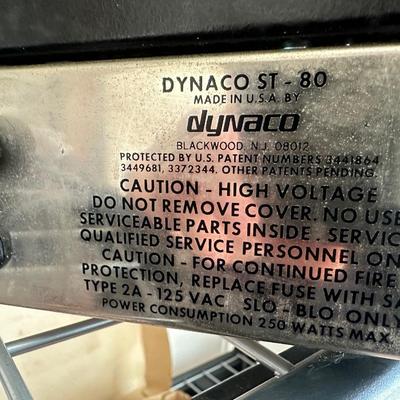 DYNACO ST - 80
MADE IN U.S.A. BY
dynaco
BLACKWOOD, N.J. 08012
PROTECTED BY U.S. PATENT NUMBERS 3441864
3449681, 3372344. OTHER PATENTS PENDING.
CAUTION - HIGH VOLTAGE
DO NOT REMOVE COVER. NO USE
SERVICEABLE PARTS INSIDE. SERVIC
QUALIFIED SERVICE PERSONNEL ON
CAUTION - FOR CONTINUED FIRE
PROTECTION, REPLACE FUSE WITH SA
TYPE 2A - 125 VAC SLO - BLO ONLY
POWER CONSUMPTION 250 WATTS MAX.